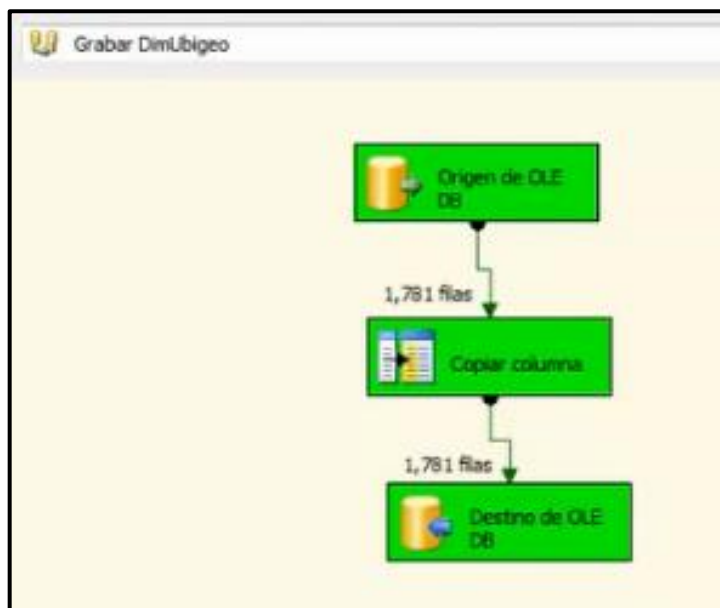 Grabar DimUbigeo
Origen de OLE
DB
1,781 filas
Copiar columna
1,781 filas
Destino de OLE
DB